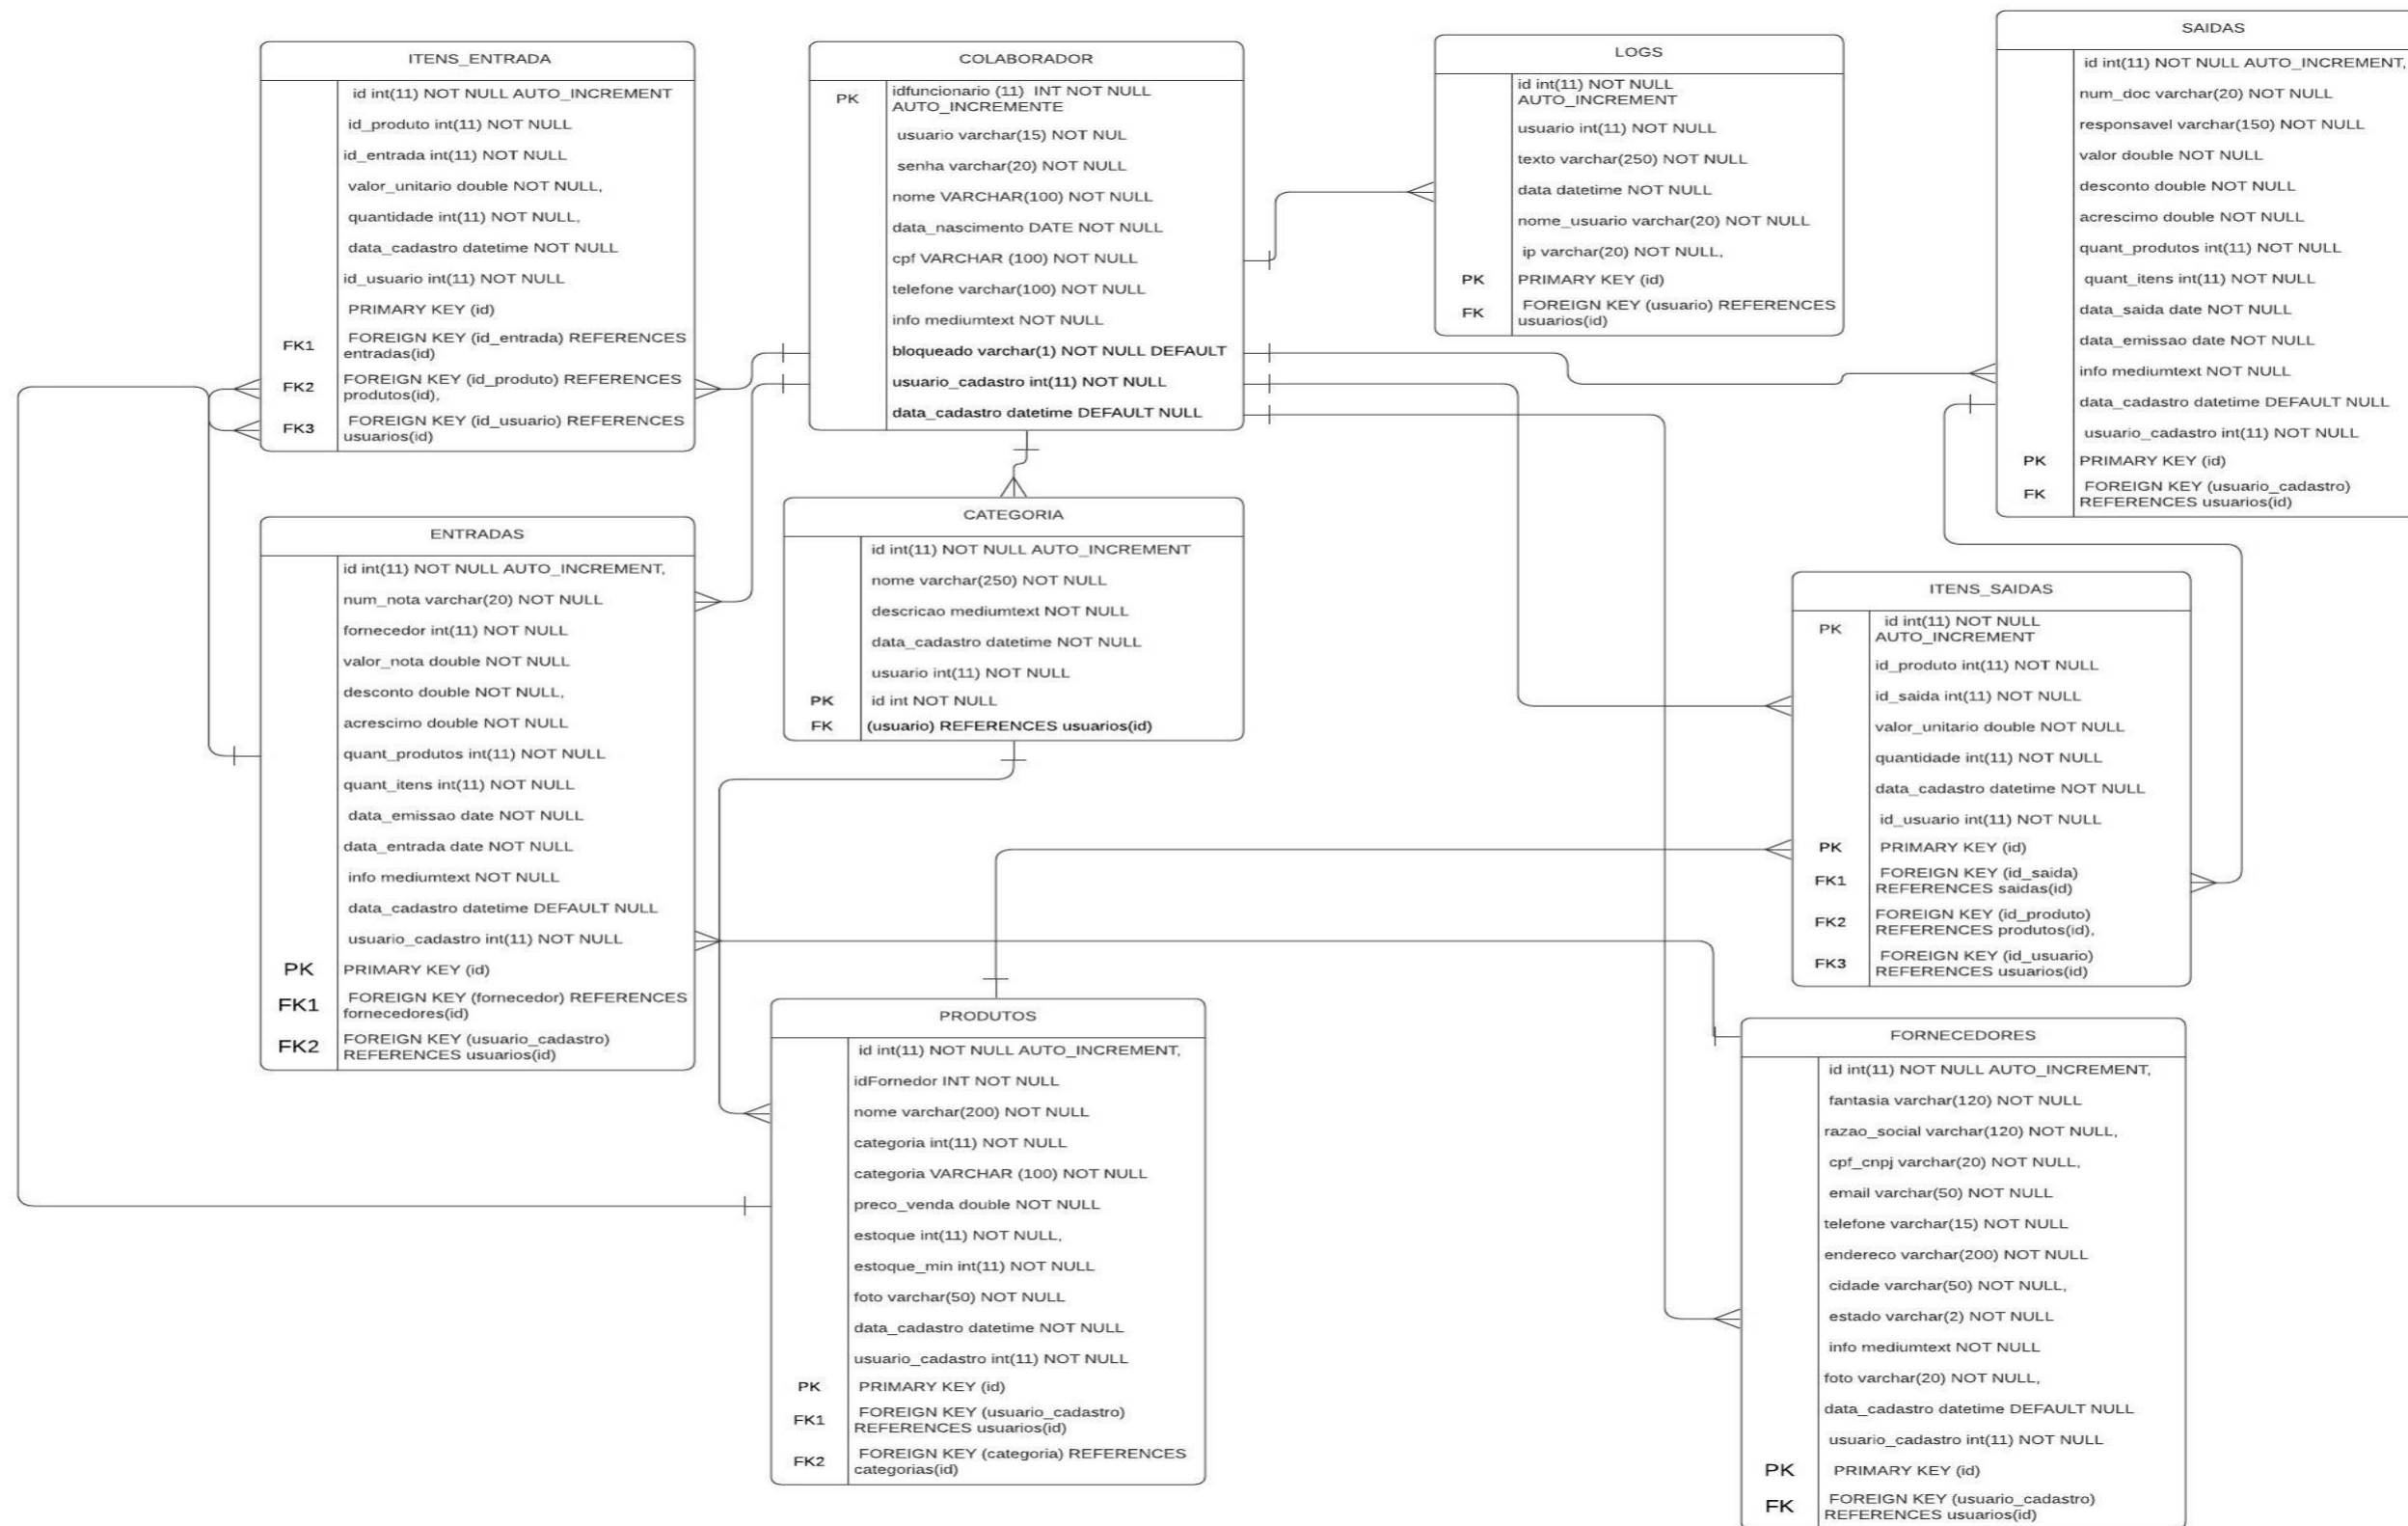 ITENS_ENTRADA
id int(11) NOT NULL AUTO_INCREMENT
id_produto int(11) NOT NULL
id_entrada int(11) NOT NULL
valor_unitario double NOT NULL,
quantidade int(11) NOT NULL,
data_cadastro datetime NOT NULL
id_usuario int(11) NOT NULL
PRIMARY KEY (id)
FK1 FOREIGN KEY (id_entrada) REFERENCES
entradas(id)
FK2 FOREIGN KEY (id_produto) REFERENCES
produtos(id),
FK3 FOREIGN KEY (id_usuario) REFERENCES
usuarios(id)
COLABORADOR
PK idfuncionario (11) INT NOT NULL
AUTO_INCREMENTE
usuario varchar(15) NOT NUL
senha varchar(20) NOT NULL
nome VARCHAR(100) NOT NULL
data_nascimento DATE NOT NULL
cpf VARCHAR (100) NOT NULL
telefone varchar(100) NOT NULL
info mediumtext NOT NULL
bloqueado varchar(1) NOT NULL DEFAULT
usuario_cadastro int(11) NOT NULL
data_cadastro datetime DEFAULT NULL
LOGS
id int(11) NOT NULL
AUTO_INCREMENT
usuario int(11) NOT NULL
texto varchar(250) NOT NULL
data datetime NOT NULL
nome_usuario varchar(20) NOT NULL
ip varchar(20) NOT NULL,
PK PRIMARY KEY (id)
FK FOREIGN KEY (usuario) REFERENCES
usuarios(id)
SAIDAS
id int(11) NOT NULL AUTO_INCREMENT,
num_doc varchar(20) NOT NULL
responsavel varchar(150) NOT NULL
valor double NOT NULL
desconto double NOT NULL
acrescimo double NOT NULL
quant_produtos int(11) NOT NULL
quant_itens int(11) NOT NULL
data_saida date NOT NULL
data_emissao date NOT NULL
info mediumtext NOT NULL
data_cadastro datetime DEFAULT NULL
usuario_cadastro int(11) NOT NULL
PK PRIMARY KEY (id)
FK FOREIGN KEY (usuario_cadastro)
REFERENCES usuarios(id)
ENTRADAS
id int(11) NOT NULL AUTO_INCREMENT,
num_nota varchar(20) NOT NULL
fornecedor int(11) NOT NULL
valor_nota double NOT NULL
desconto double NOT NULL,
acrescimo double NOT NULL
quant_produtos int(11) NOT NULL
quant_itens int(11) NOT NULL
data_emissao date NOT NULL
data_entrada date NOT NULL
info mediumtext NOT NULL
data_cadastro datetime DEFAULT NULL
usuario_cadastro int(11) NOT NULL
PK PRIMARY KEY (id)
FK1 FOREIGN KEY (fornecedor) REFERENCES
fornecedores(id)
FK2 FOREIGN KEY (usuario_cadastro)
REFERENCES usuarios(id)
CATEGORIA
id int(11) NOT NULL AUTO_INCREMENT
nome varchar(250) NOT NULL
descricao mediumtext NOT NULL
data_cadastro datetime NOT NULL
usuario int(11) NOT NULL
PK id int NOT NULL
FK (usuario) REFERENCES usuarios(id)
ITENS_SAIDAS
PK id int(11) NOT NULL
AUTO_INCREMENT
id_produto int(11) NOT NULL
id_saida int(11) NOT NULL
valor_unitario double NOT NULL
quantidade int(11) NOT NULL
data_cadastro datetime NOT NULL
id_usuario int(11) NOT NULL
PK PRIMARY KEY (id)
FK1 FOREIGN KEY (id_saida)
REFERENCES saidas(id)
FK2 FOREIGN KEY (id_produto)
REFERENCES produtos(id),
FK3 FOREIGN KEY (id_usuario)
REFERENCES usuarios(id)
PRODUTOS
id int(11) NOT NULL AUTO_INCREMENT,
idFornedor INT NOT NULL
nome varchar(200) NOT NULL
categoria int(11) NOT NULL
categoria VARCHAR (100) NOT NULL
preco_venda double NOT NULL
estoque int(11) NOT NULL,
estoque_min int(11) NOT NULL
foto varchar(50) NOT NULL
data_cadastro datetime NOT NULL
usuario_cadastro int(11) NOT NULL
PK PRIMARY KEY (id)
FK1 FOREIGN KEY (usuario_cadastro)
REFERENCES usuarios(id)
FK2 FOREIGN KEY (categoria) REFERENCES
categorias(id)
FORNECEDORES
id int(11) NOT NULL AUTO_INCREMENT,
fantasia varchar(120) NOT NULL
razao_social varchar(120) NOT NULL,
cpf_cnpj varchar(20) NOT NULL,
email varchar(50) NOT NULL
telefone varchar(15) NOT NULL
endereco varchar(200) NOT NULL
cidade varchar(50) NOT NULL,
estado varchar(2) NOT NULL
info mediumtext NOT NULL
foto varchar(20) NOT NULL,
data_cadastro datetime DEFAULT NULL
usuario_cadastro int(11) NOT NULL
PK PRIMARY KEY (id)
FK FOREIGN KEY (usuario_cadastro)
REFERENCES usuarios(id)